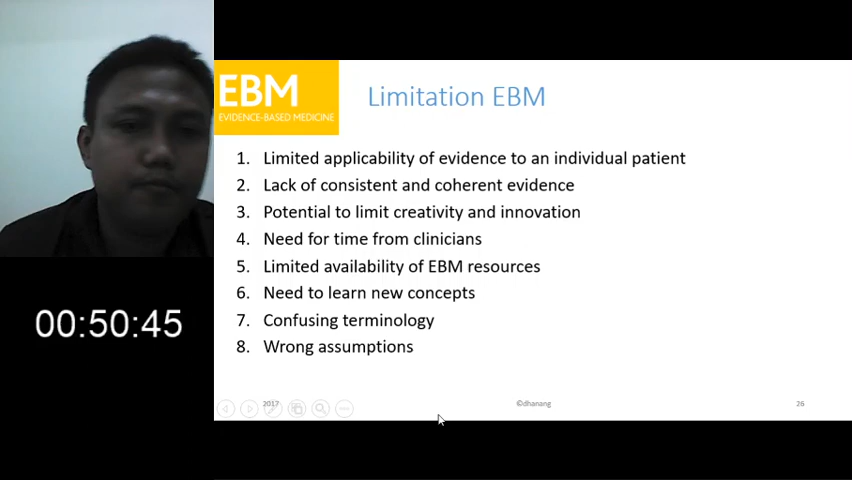 EBM
EVIDENCE-BASED MEDICINE
Limitation EBM
1. Limited applicability of evidence to an individual patient
2. Lack of consistent and coherent evidence
3. Potential to limit creativity and innovation
4. Need for time from clinicians
5. Limited availability of EBM resources
6. Need to learn new concepts
7. Confusing terminology
8. Wrong assumptions
00:50:45
2017
©dhanang
26